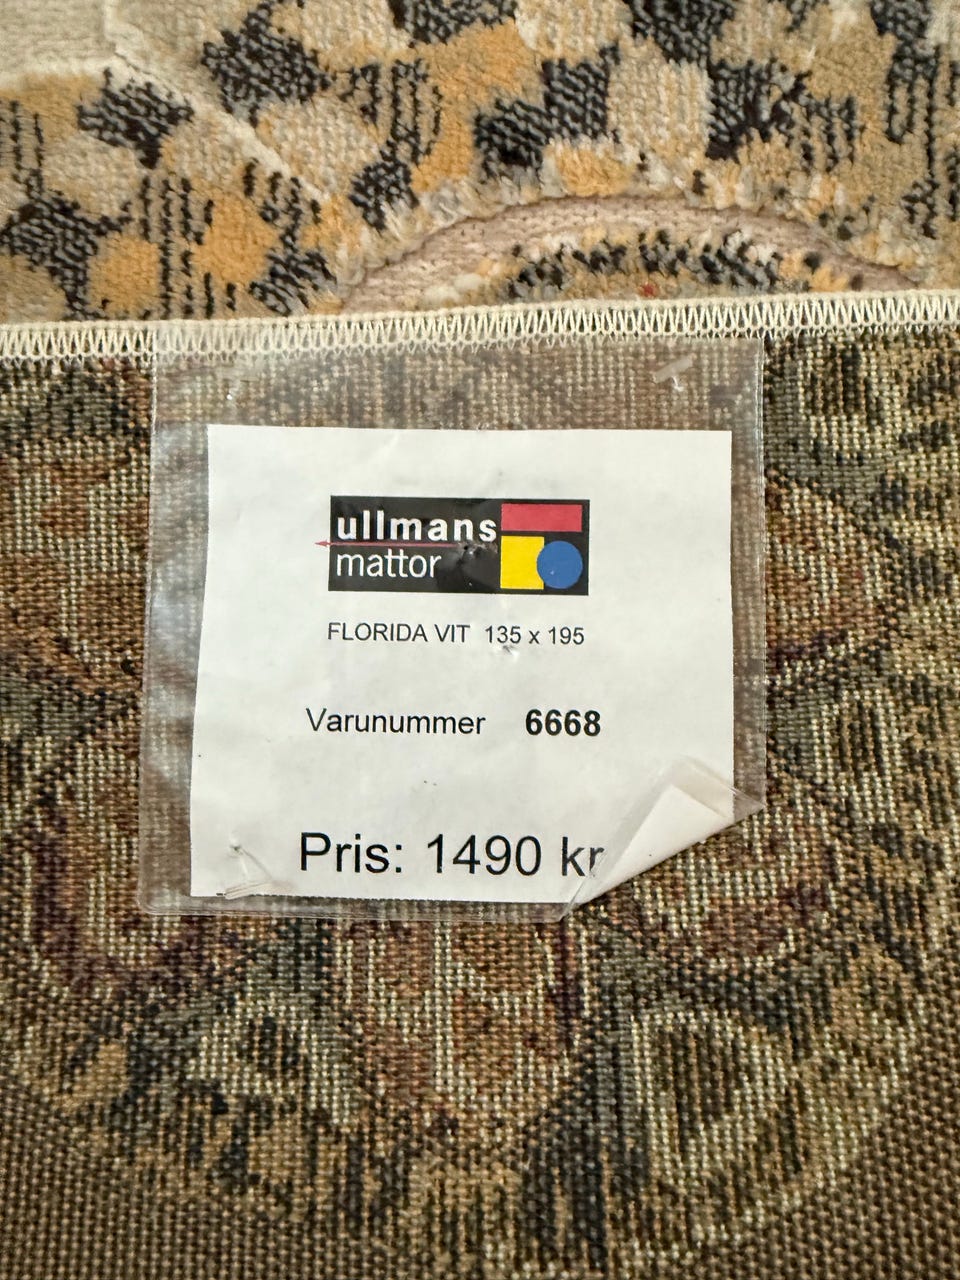 ullmans
mattor
FLORIDA VIT 135 x 195
Varunummer 6668
Pris: 1490 kr